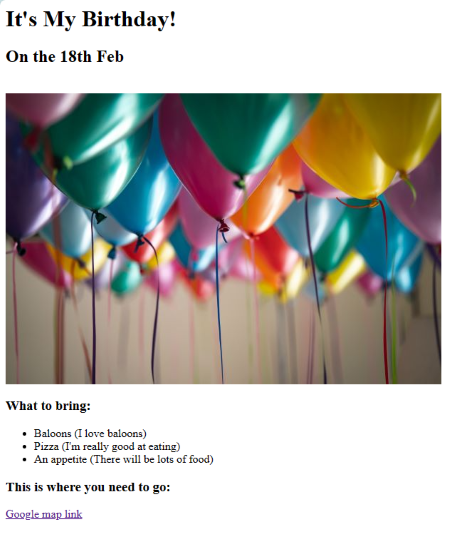 It's My Birthday!
On the 18th Feb
What to bring:
Baloons (I love baloons)
Pizza (I'm really good at eating)
An appetite (There will be lots of food)
This is where you need to go:
Google map link